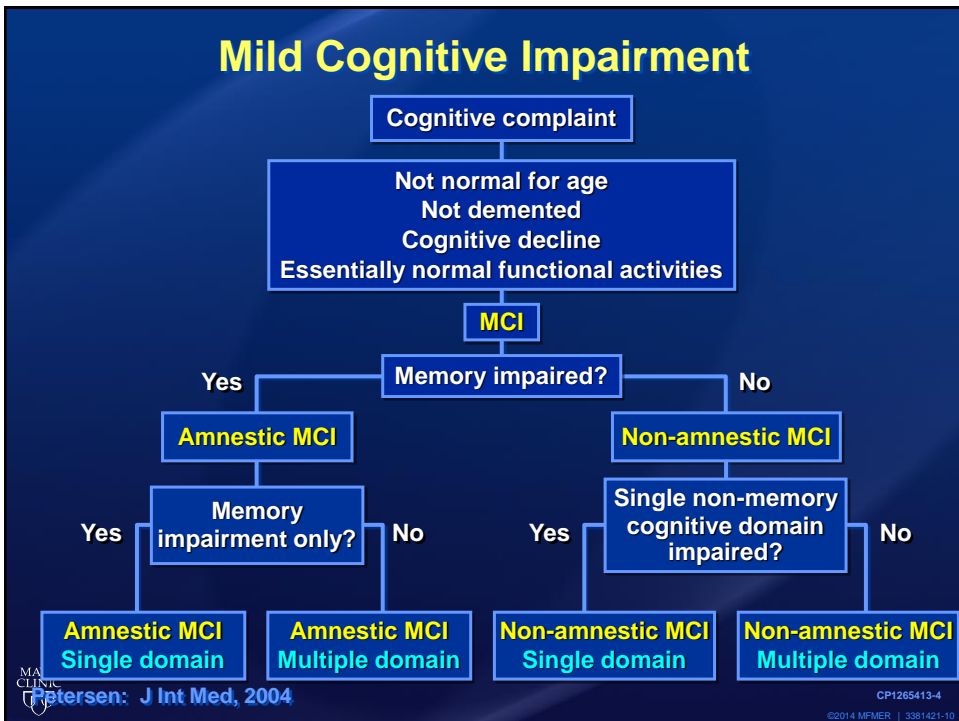 Mild Cognitive Impairment
Cognitive complaint
Not normal for age
Not demented
Cognitive decline
Essentially normal functional activities
MCI
Memory impaired?
Yes
No
Amnestic MCI
Non-amnestic MCI
Memory
impairment only?
Yes
No
Single non-memory
cognitive domain
impaired?
Yes
No
Amnestic MCI
Single domain
Amnestic MCI
Multiple domain
Non-amnestic MCI
Single domain
Non-amnestic MCI
Multiple domain
CLINIC
Petersen: J Int Med, 2004
CP1265413-4
©2014 MFMER | 3381421-10